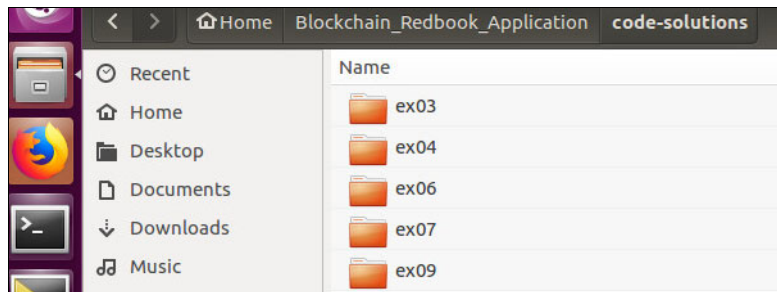 Home Blockchain_Redbook_Application code-solutions
Recent
Home
Desktop
Documents
Downloads
Music
Name
ex03
ex04
ex06
ex07
ex09